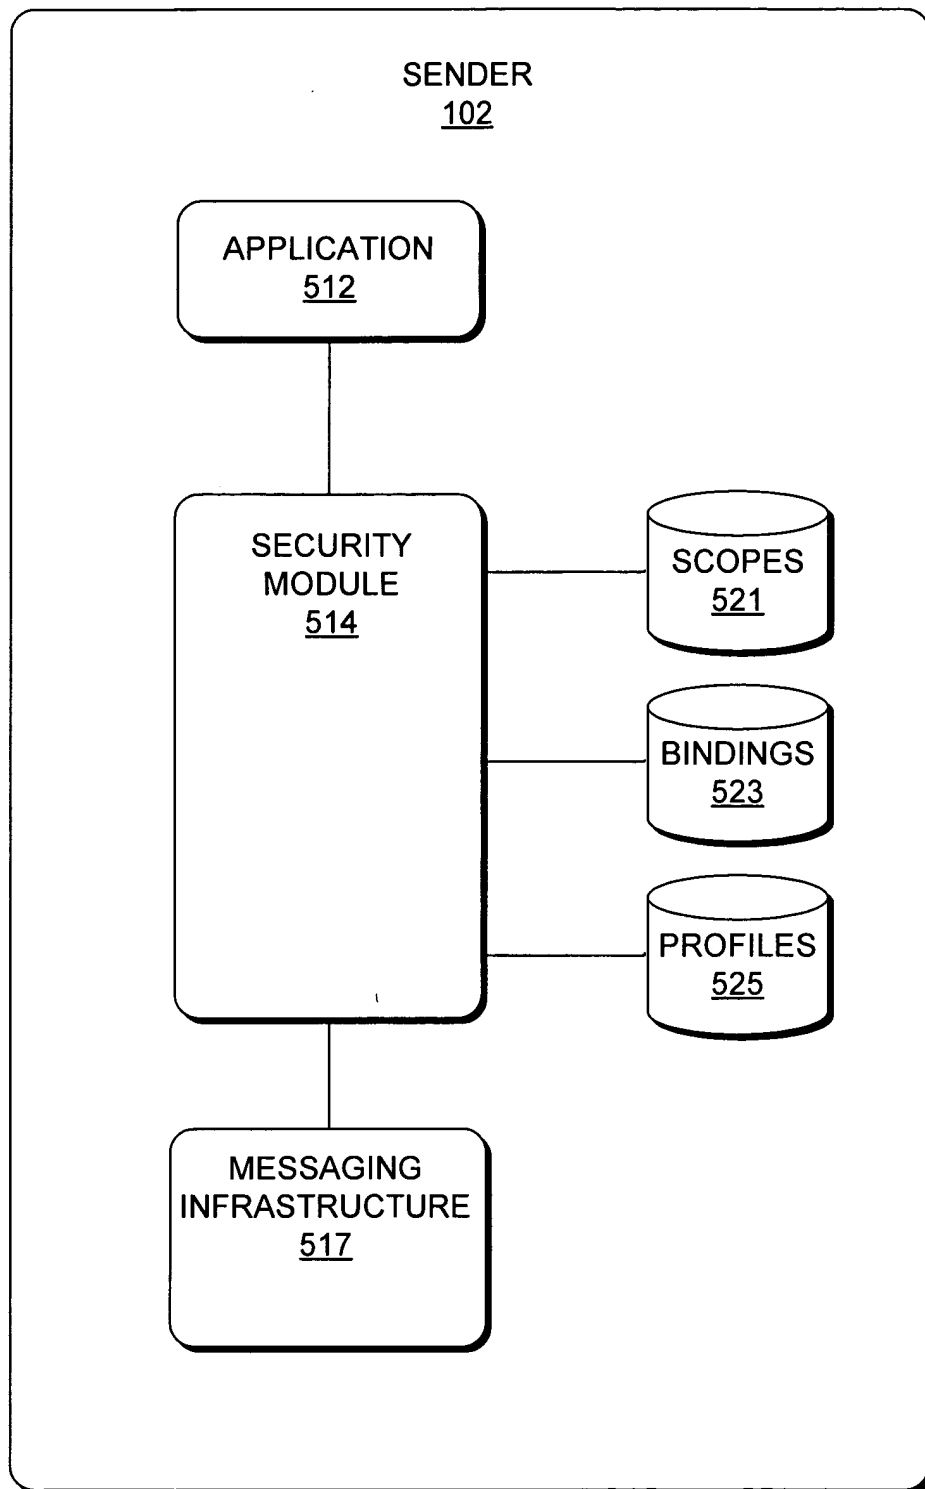 SENDER
102
APPLICATION
512
SECURITY
MODULE
514
SCOPES
521
BINDINGS
523
PROFILES
525
MESSAGING
INFRASTRUCTURE
517